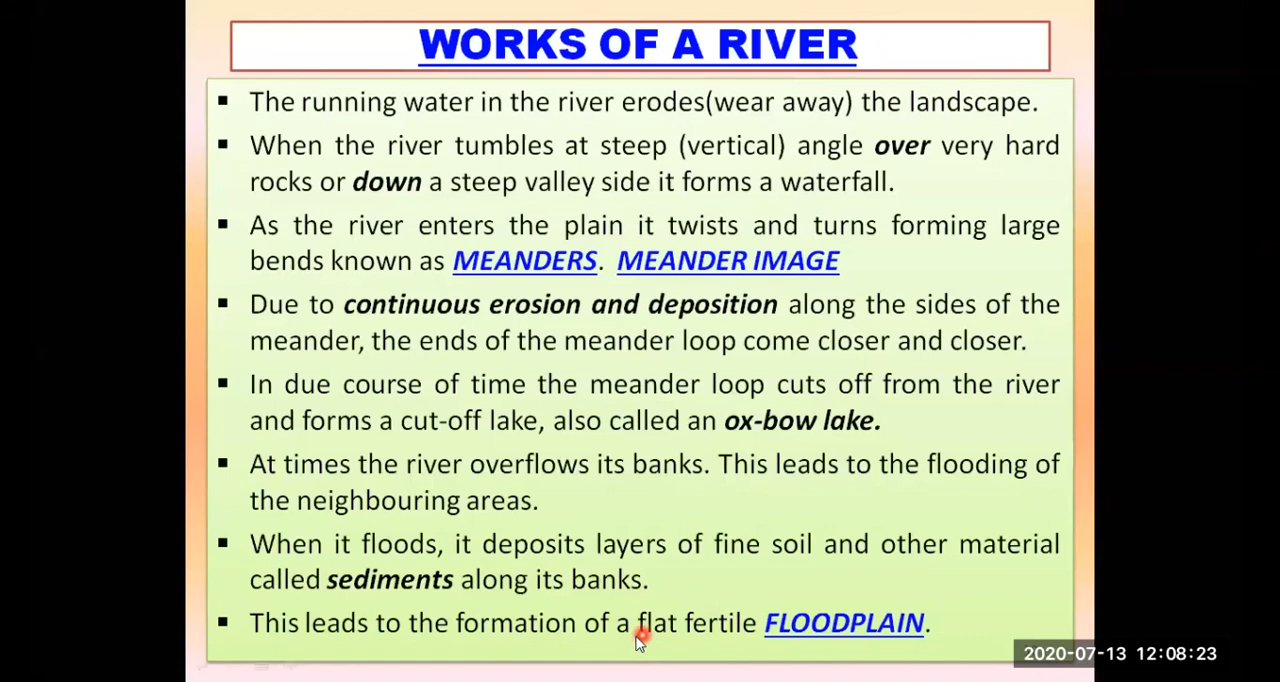 WORKS OF A RIVER
▪ The running water in the river erodes(wear away) the landscape.
▪ When the river tumbles at steep (vertical) angle over very hard
rocks or down a steep valley side it forms a waterfall.
▪ As the river enters the plain it twists and turns forming large
bends known as MEANDERS. MEANDER IMAGE
▪ Due to continuous erosion and deposition along the sides of the
meander, the ends of the meander loop come closer and closer.
▪ In due course of time the meander loop cuts off from the river
and forms a cut-off lake, also called an ox-bow lake.
▪ At times the river overflows its banks. This leads to the flooding of
the neighbouring areas.
▪ When it floods, it deposits layers of fine soil and other material
called sediments along its banks.
▪ This leads to the formation of a flat fertile FLOODPLAIN.
2020-07-13 12:08:23